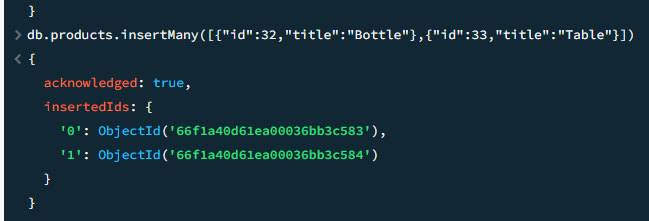 }
> db.products.insertMany([{"id":32,"title":"Bottle"},{"id":33,"title":"Table"}])
< {
acknowledged: true,
insertedIds: {
'0': ObjectId('66f1a40d61ea00036bb3c583'),
'1': ObjectId('66f1a40d61ea00036bb3c584')
}
}